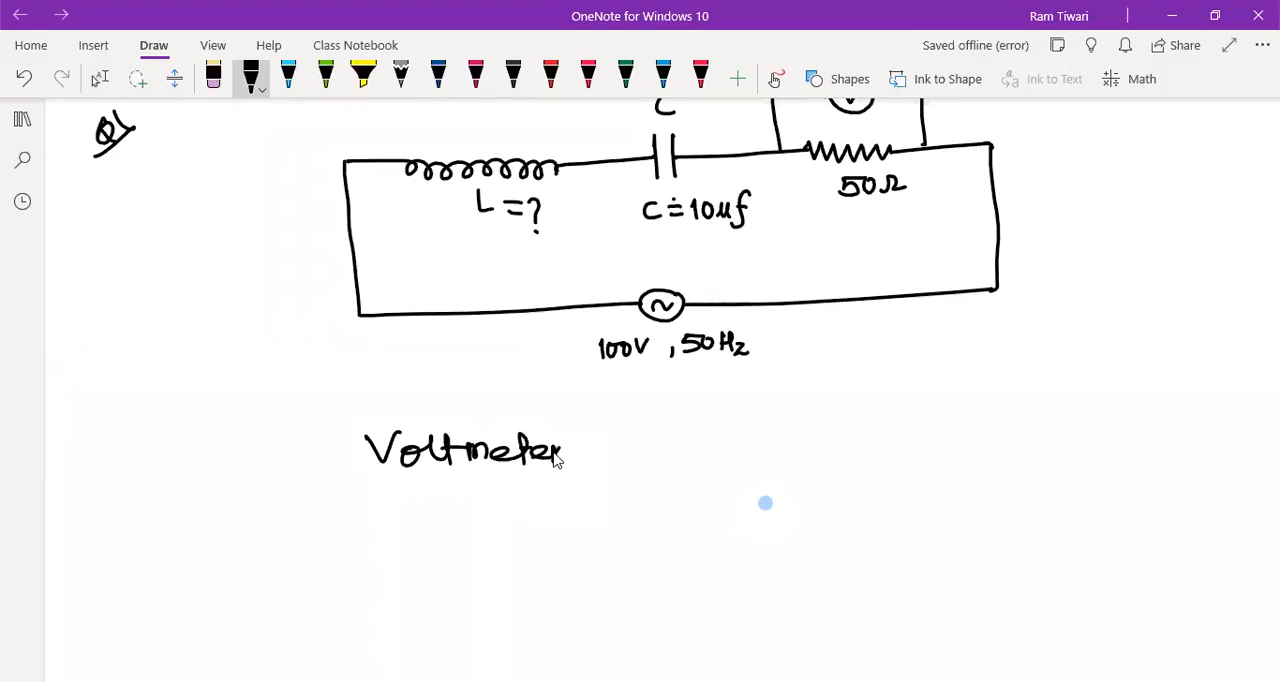 OneNote for Windows 10
Ram Tiwari
Home Insert Draw View Help Class Notebook
Saved offline (error) Share
Shapes Ink to Shape Ink to Text Math
Q)
C
V
L = ? C = 10µf 50Ω
100V , 50Hz
Voltmeter